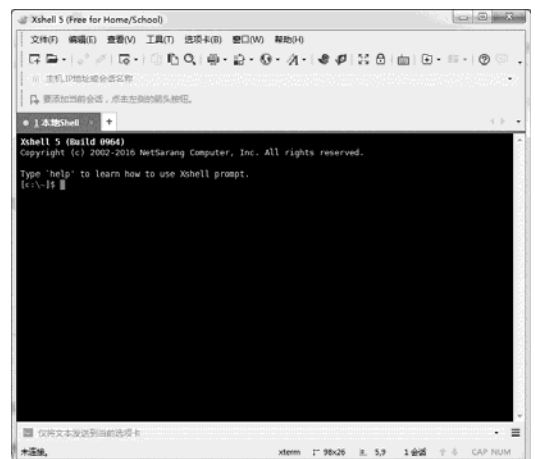 Xshell 5 (Free for Home/School)
文件(F) 编辑(E) 查看(V) 工具(T) 选项卡(B) 窗口(W) 帮助(H)
主机,IP地址或会话名称
要添加当前会话，点击左侧的箭头按钮。
1 本地Shell
Xshell 5 (Build 0964)
Copyright (c) 2002-2016 NetSarang Computer, Inc. All rights reserved.
Type `help' to learn how to use Xshell prompt.
[c:\~]$
仅将文本发送到当前的选项卡
未连接。 xterm 98x26 5,9 1会话 CAP NUM